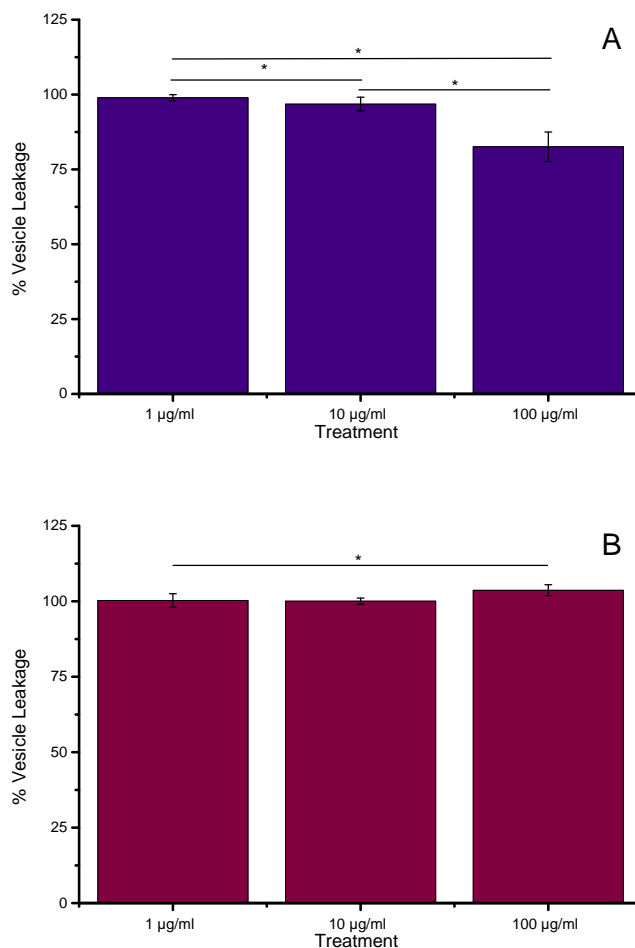 A
125
100
75
50
25
0
% Vesicle Leakage
*
*
*
1 µg/ml
10 µg/ml
100 µg/ml
Treatment
B
125
100
75
50
25
0
% Vesicle Leakage
*
1 µg/ml
10 µg/ml
100 µg/ml
Treatment